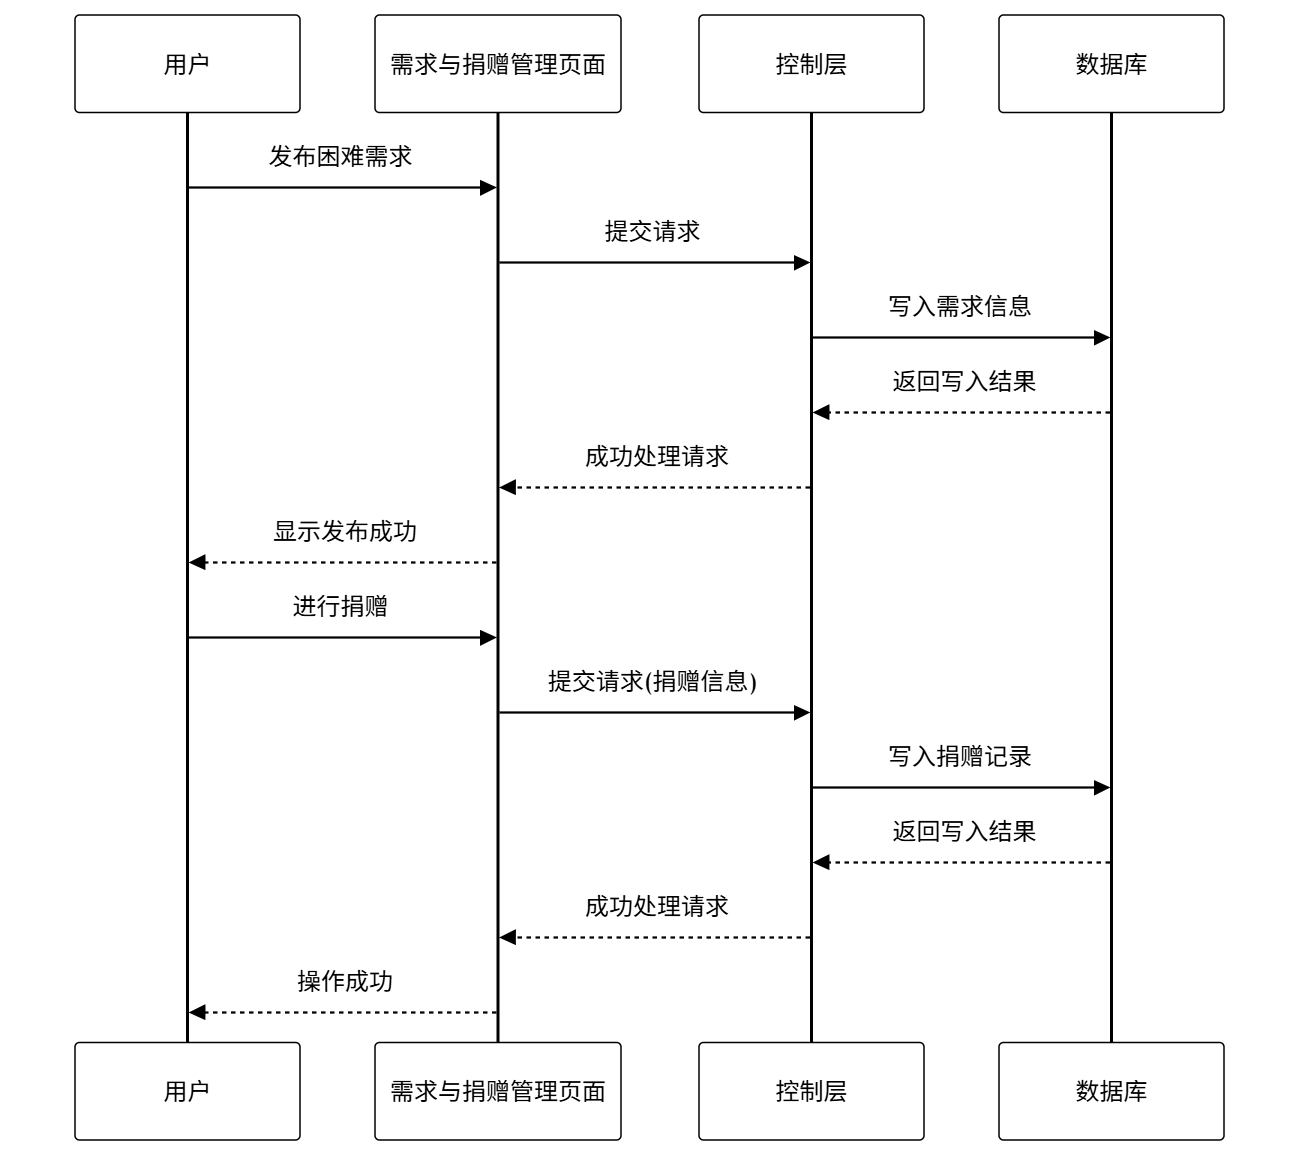 用户
需求与捐赠管理页面
控制层
数据库
发布困难需求
提交请求
写入需求信息
返回写入结果
成功处理请求
显示发布成功
进行捐赠
提交请求(捐赠信息)
写入捐赠记录
返回写入结果
成功处理请求
操作成功
用户
需求与捐赠管理页面
控制层
数据库